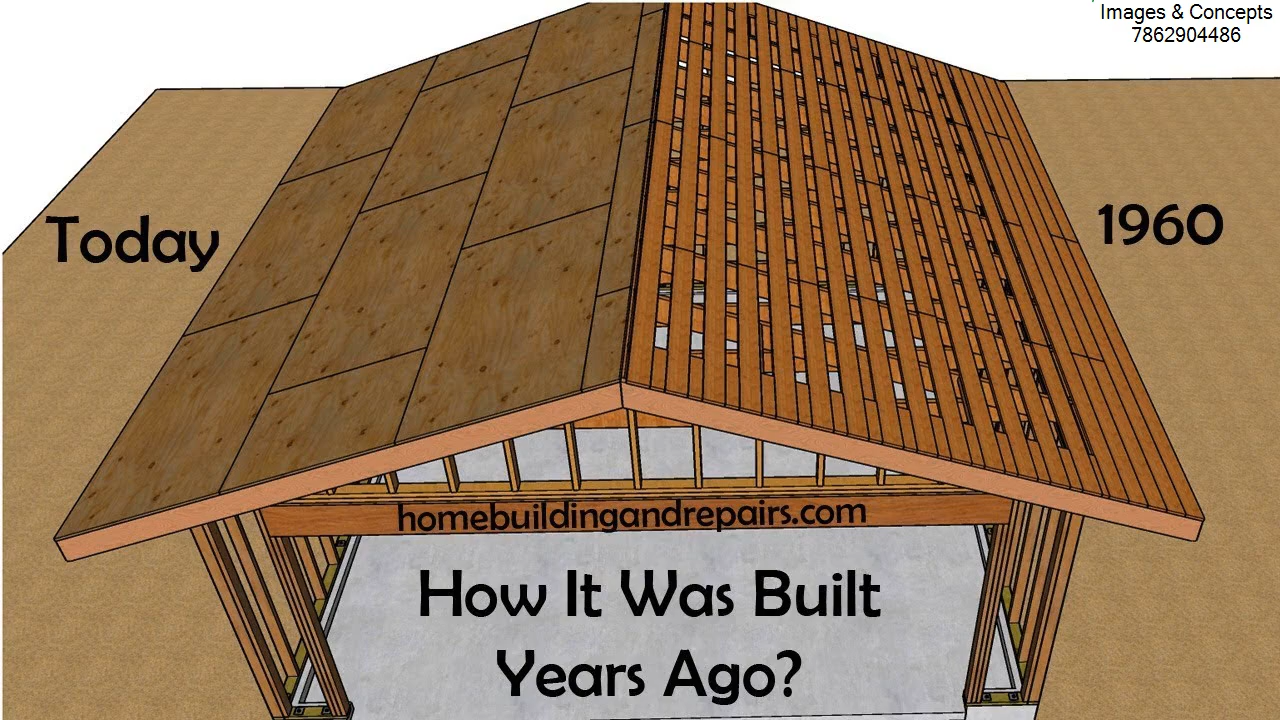 Images & Concepts
7862904486
Today
1960
homebuildingandrepairs.com
How It Was Built
Years Ago?